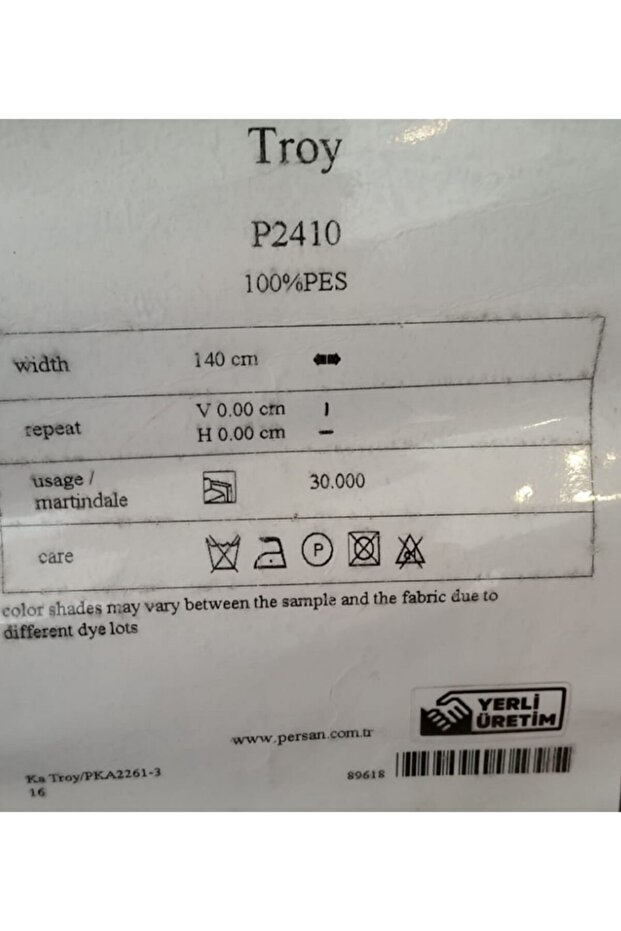 Troy
P2410
100%PES
width 140 cm
repeat V 0.00 cm
H 0.00 cm
usage / martindale 30.000
care P
color shades may vary between the sample and the fabric due to
different dye lots
YERLİ
ÜRETİM
www.persan.com.tr
Ka Troy/PKA2261-3
16
89618